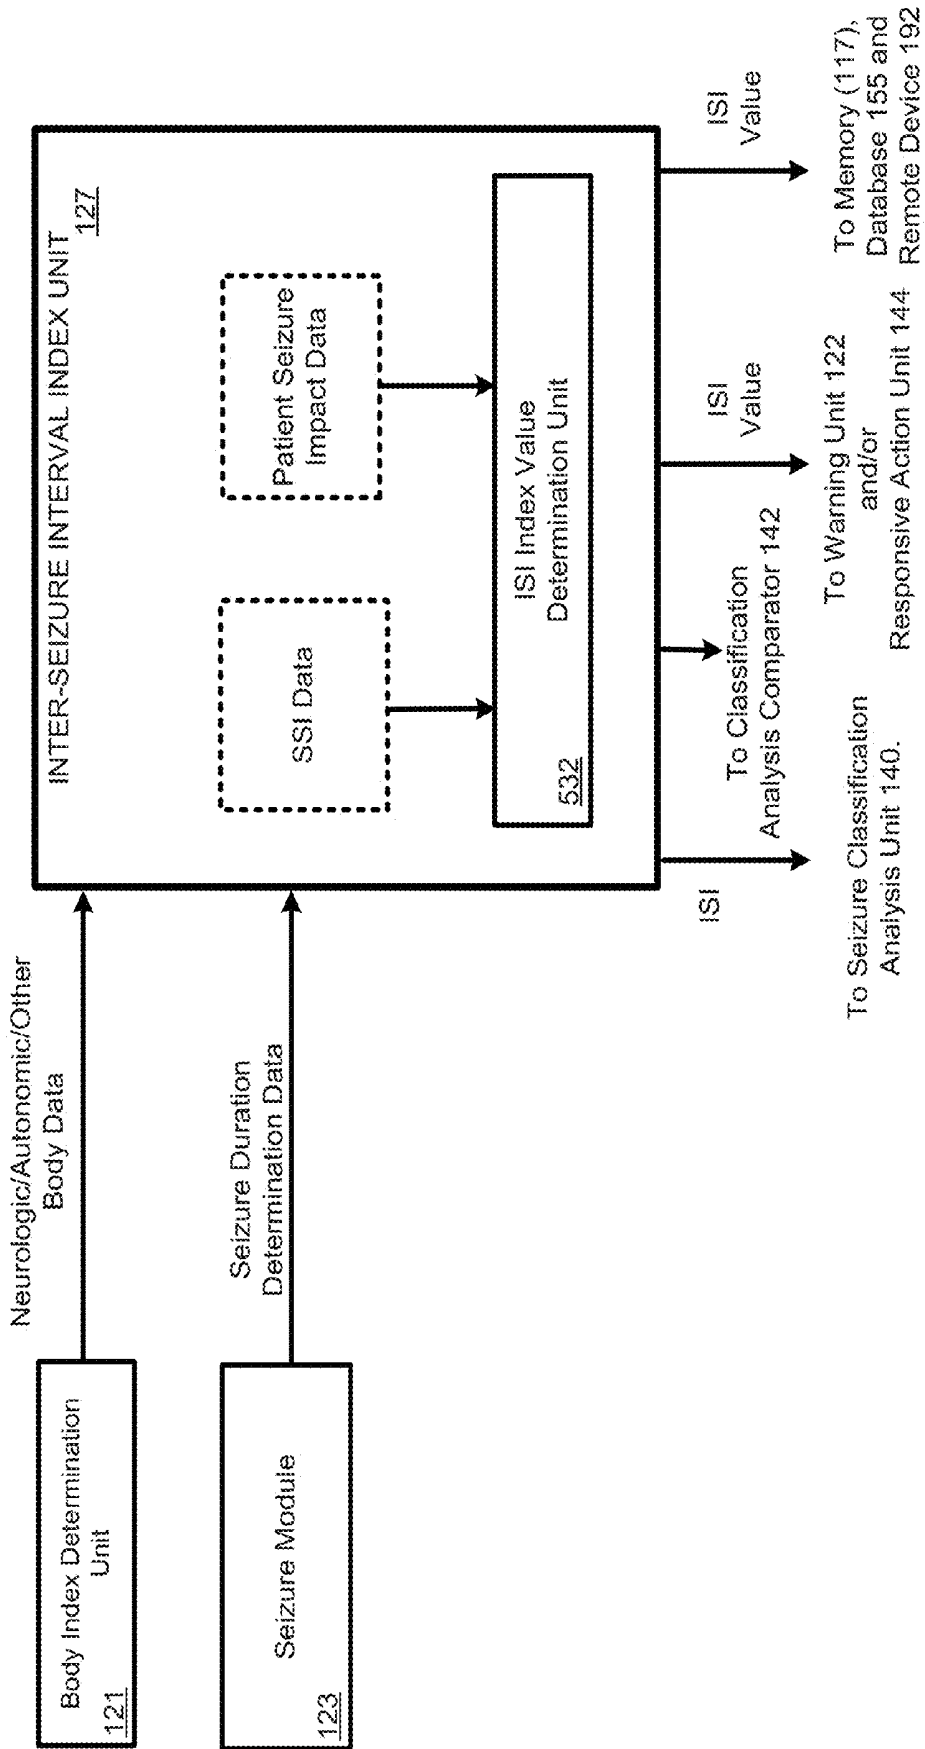 Body Index Determination
Unit
121
Neurologic/Autonomic/Other
Body Data
Seizure Module
123
Seizure Duration
Determination Data
INTER-SEIZURE INTERVAL INDEX UNIT
127
SSI Data
Patient Seizure
Impact Data
ISI Index Value
Determination Unit
532
ISI
To Seizure Classification
Analysis Unit 140.
To Classification
Analysis Comparator 142
ISI
Value
To Warning Unit 122
and/or
Responsive Action Unit 144
ISI
Value
To Memory (117),
Database 155 and
Remote Device 192